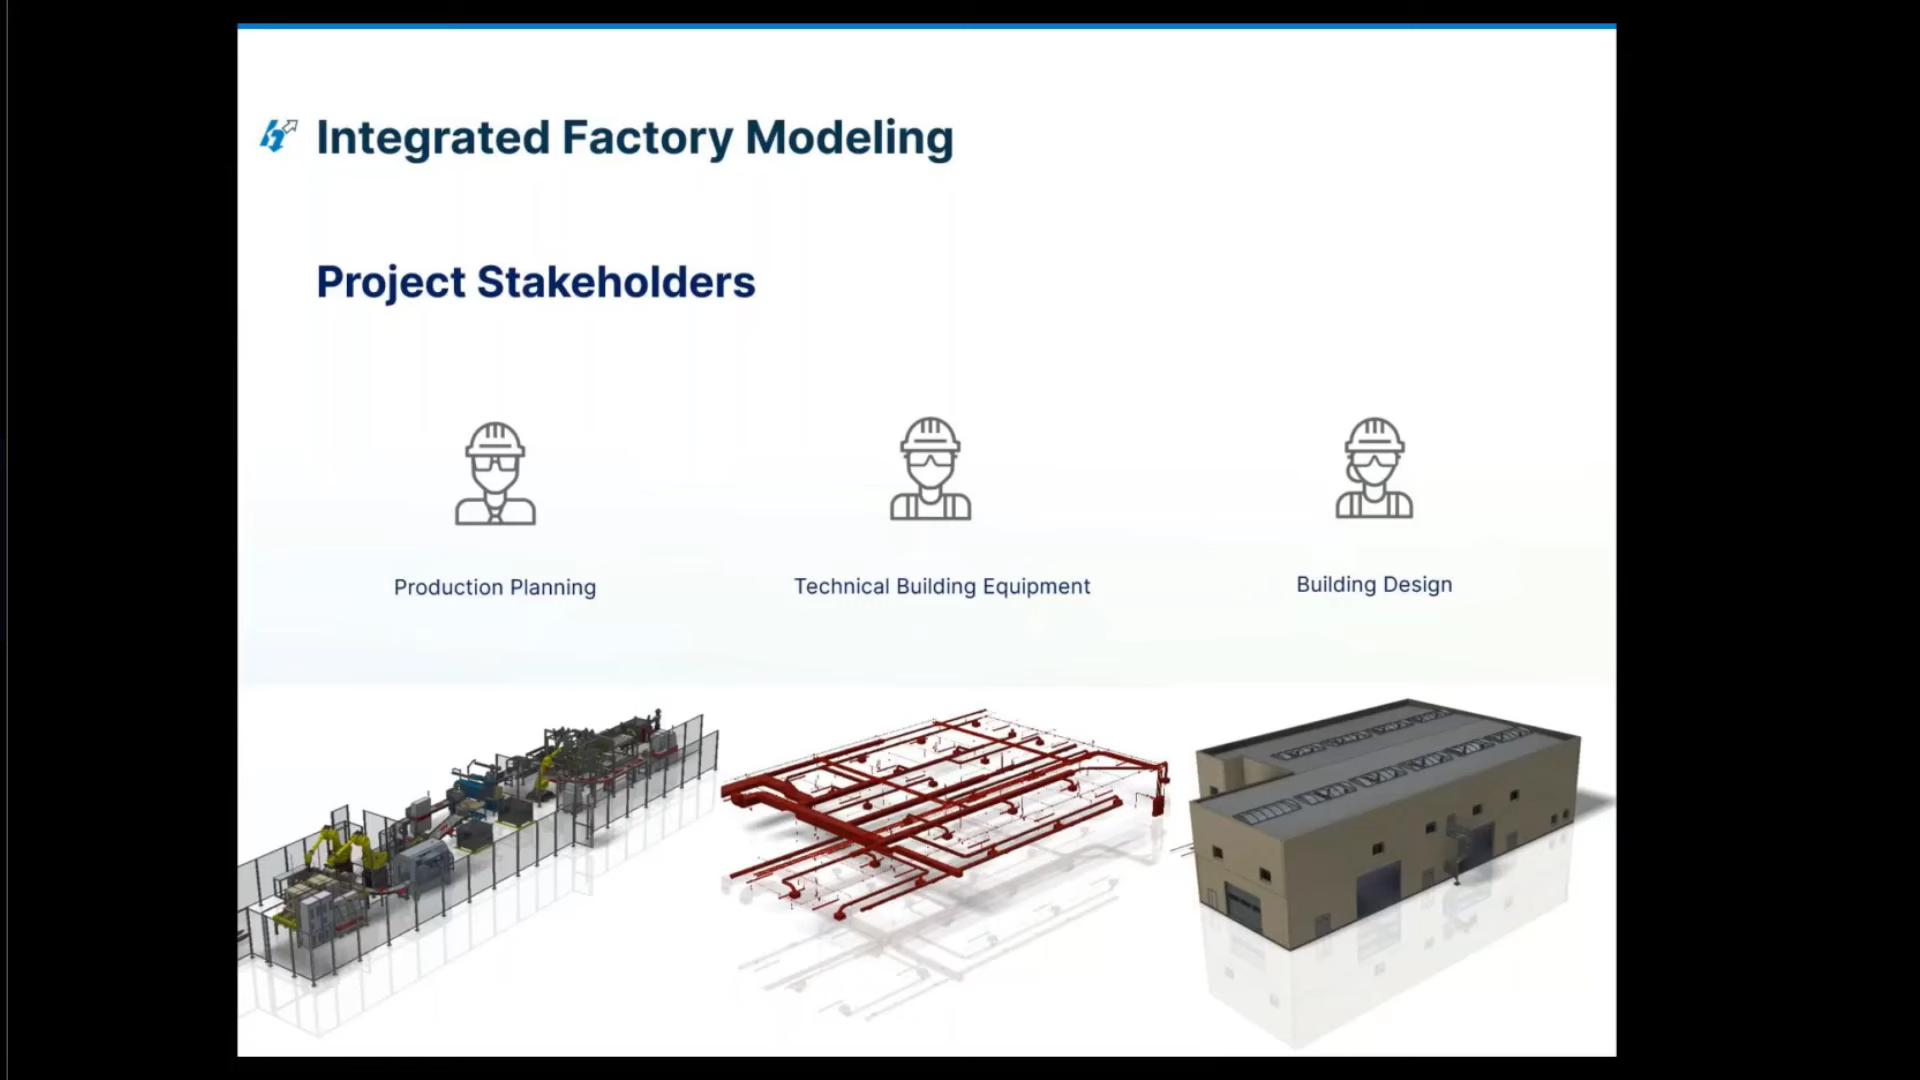 Integrated Factory Modeling
Project Stakeholders
Production Planning
Technical Building Equipment
Building Design